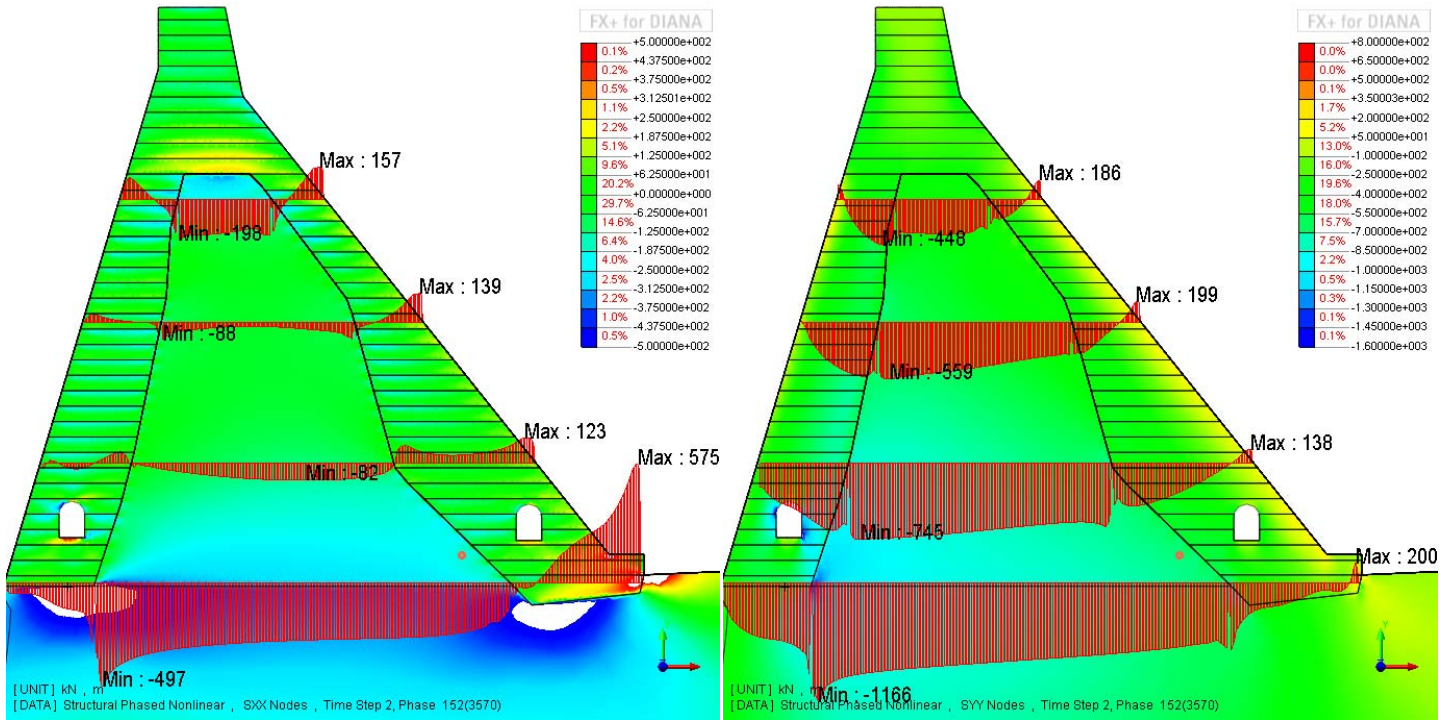 FX+ for DIANA
+5.00000e+002
0.1%
+4.37500e+002
0.2%
+3.75000e+002
0.5%
+3.12501e+002
1.1%
+2.50000e+002
2.2%
+1.87500e+002
5.1%
+1.25000e+002
9.6%
+6.25000e+001
20.2%
+0.00000e+000
29.7%
-6.25000e+001
14.6%
-1.25000e+002
6.4%
-1.87500e+002
4.0%
-2.50000e+002
2.5%
-3.12500e+002
2.2%
-3.75000e+002
1.0%
-4.37500e+002
0.5%
-5.00000e+002
Max : 157
Min : -198
Max : 139
Min : -88
Max : 123
Min : -82
Max : 575
Min : -497
[UNIT] kN , m
[DATA] Structural Phased Nonlinear , SXX Nodes , Time Step 2, Phase 152(3570)
FX+ for DIANA
+8.00000e+002
0.0%
+6.50000e+002
0.0%
+5.00000e+002
0.1%
+3.50003e+002
1.7%
+2.00000e+002
5.2%
+5.00000e+001
13.0%
-1.00000e+002
16.0%
-2.50000e+002
19.6%
-4.00000e+002
18.0%
-5.50000e+002
15.7%
-7.00000e+002
7.5%
-8.50000e+002
2.2%
-1.00000e+003
0.5%
-1.15000e+003
0.3%
-1.30000e+003
0.1%
-1.45000e+003
0.1%
-1.60000e+003
Max : 186
Min : -448
Max : 199
Min : -559
Max : 138
Min : -745
Max : 200
Min : -1166
[UNIT] kN ,
[DATA] Structural Phased Nonlinear , SYY Nodes , Time Step 2, Phase 152(3570)